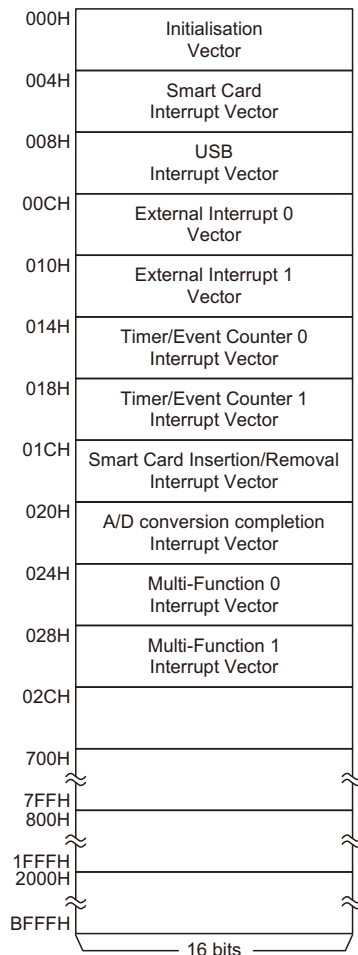 000H
Initialisation
Vector
004H
Smart Card
Interrupt Vector
008H
USB
Interrupt Vector
00CH
External Interrupt 0
Vector
010H
External Interrupt 1
Vector
014H
Timer/Event Counter 0
Interrupt Vector
018H
Timer/Event Counter 1
Interrupt Vector
01CH
Smart Card Insertion/Removal
Interrupt Vector
020H
A/D conversion completion
Interrupt Vector
024H
Multi-Function 0
Interrupt Vector
028H
Multi-Function 1
Interrupt Vector
02CH
700H
7FFH
800H
1FFFH
2000H
BFFFH
16 bits